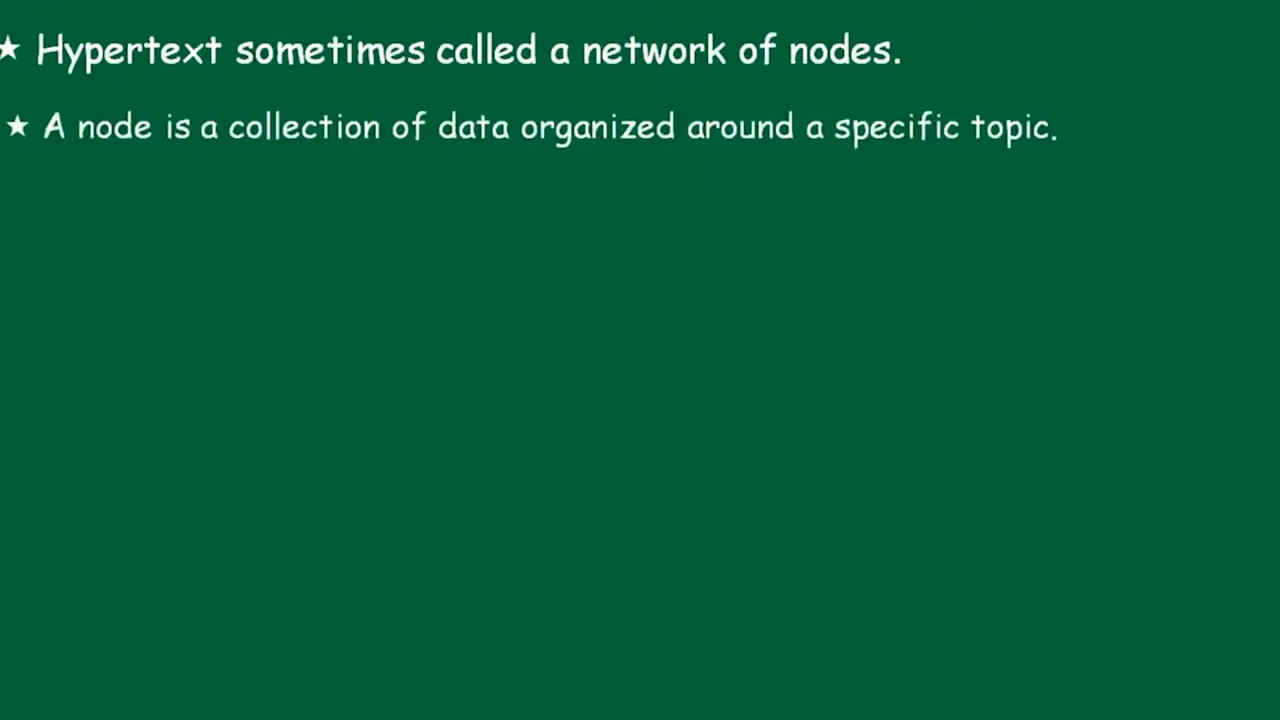 ★ Hypertext sometimes called a network of nodes.
★ A node is a collection of data organized around a specific topic.